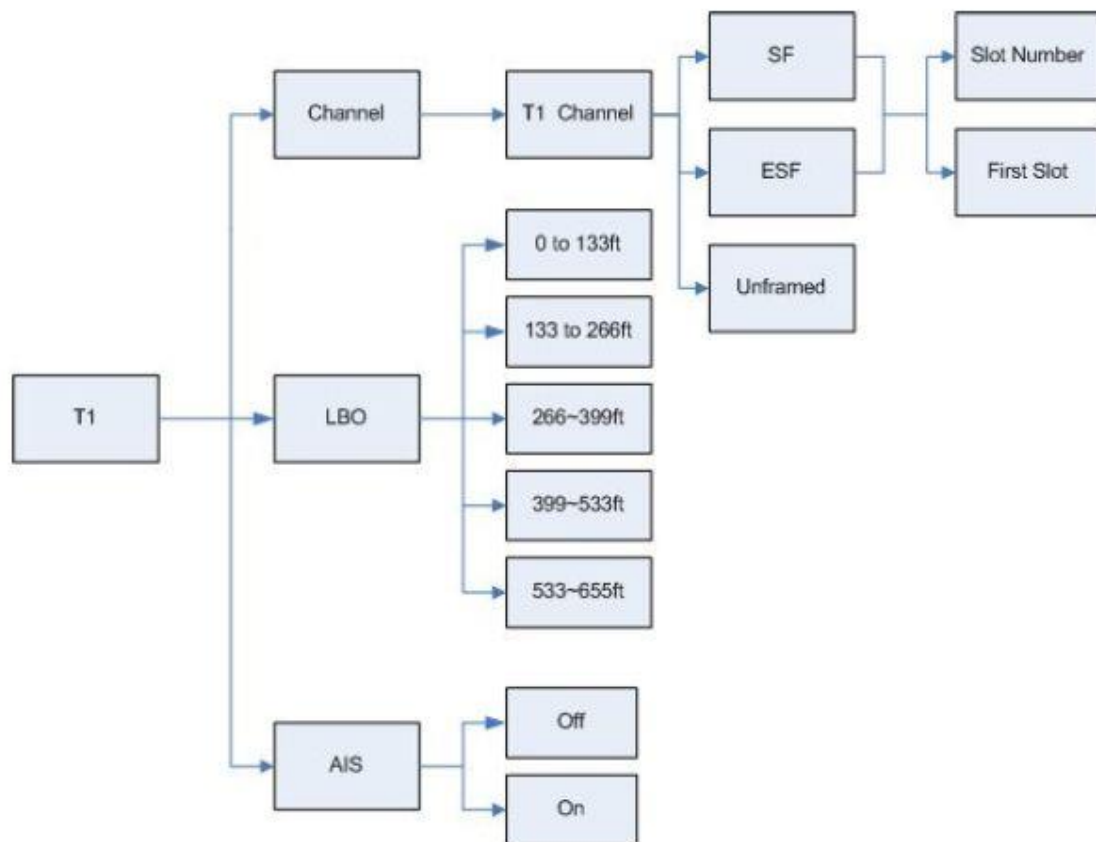 SF
Slot Number
Channel
T1 Channel
ESF
First Slot
0 to 133ft
Unframed
133 to 266ft
T1
LBO
266~399ft
399~533ft
533~655ft
Off
AIS
On